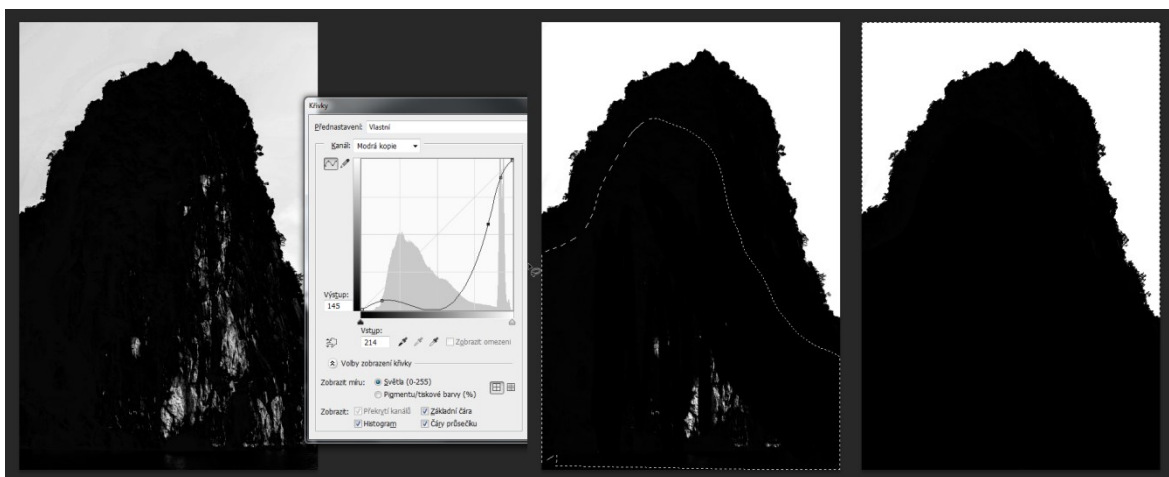 Křivky
Přednastavení: Vlastní
Kanál: Modrá kopie
Výstup:
145
Vstup:
214
Zobrazit omezení
Volby zobrazení křivky
Zobrazit míru: Světla (0-255)
Pigmentu/tiskové barvy (%)
Zobrazit: Překrytí kanálů Základní čára
Histogram Čáry průsečíku